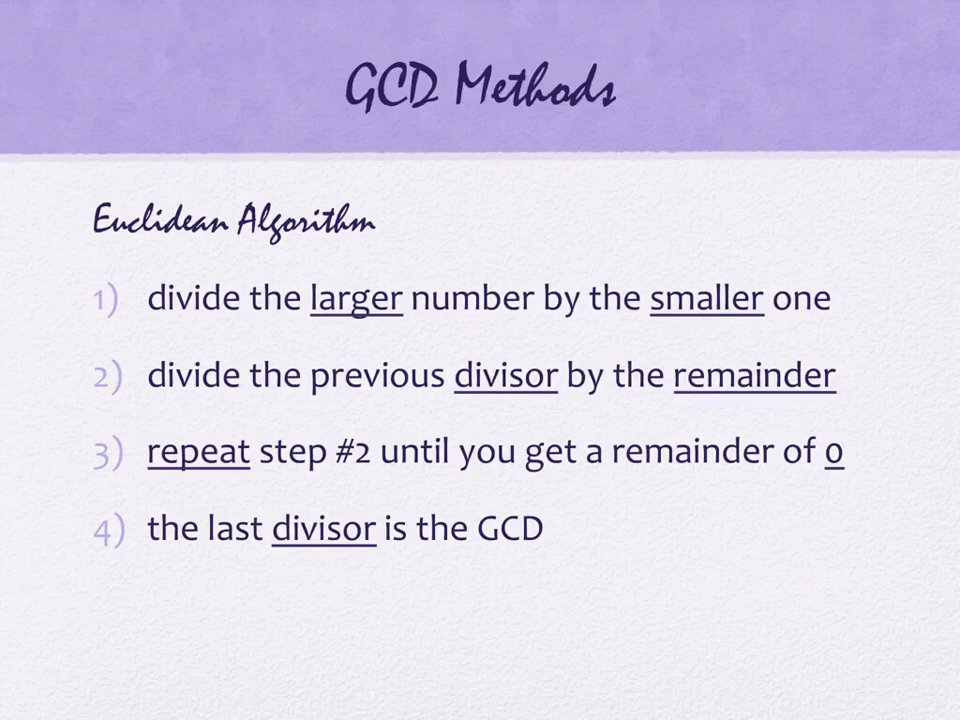 GCD Methods
Euclidean Algorithm
1) divide the larger number by the smaller one
2) divide the previous divisor by the remainder
3) repeat step #2 until you get a remainder of 0
4) the last divisor is the GCD